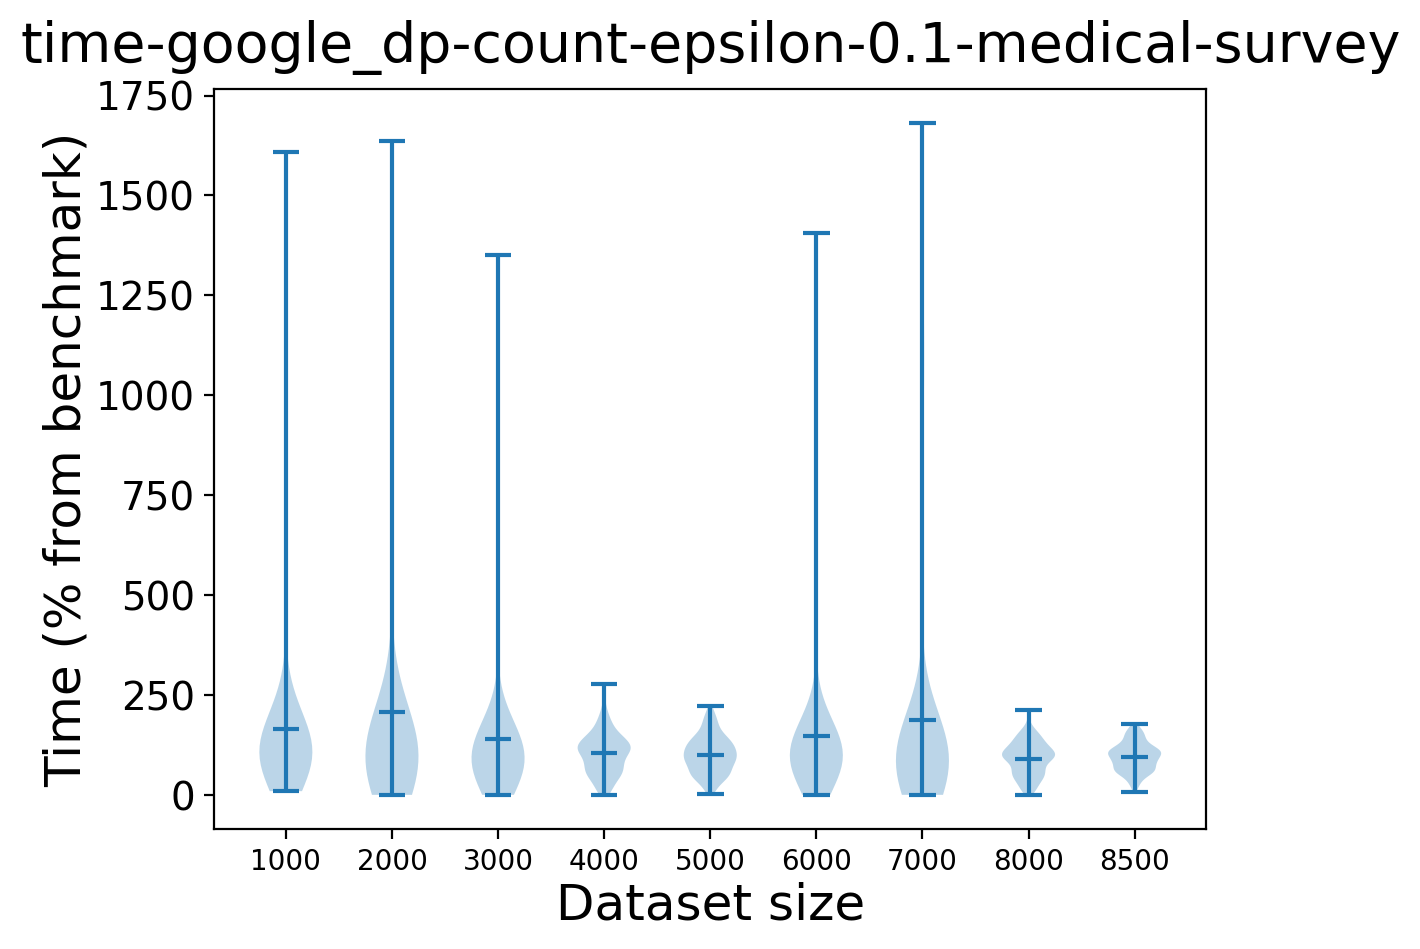 time-google_dp-count-epsilon-0.1-medical-survey
Time (% from benchmark)
1750
1500
1250
1000
750
500
250
0
1000 2000 3000 4000 5000 6000 7000 8000 8500
Dataset size